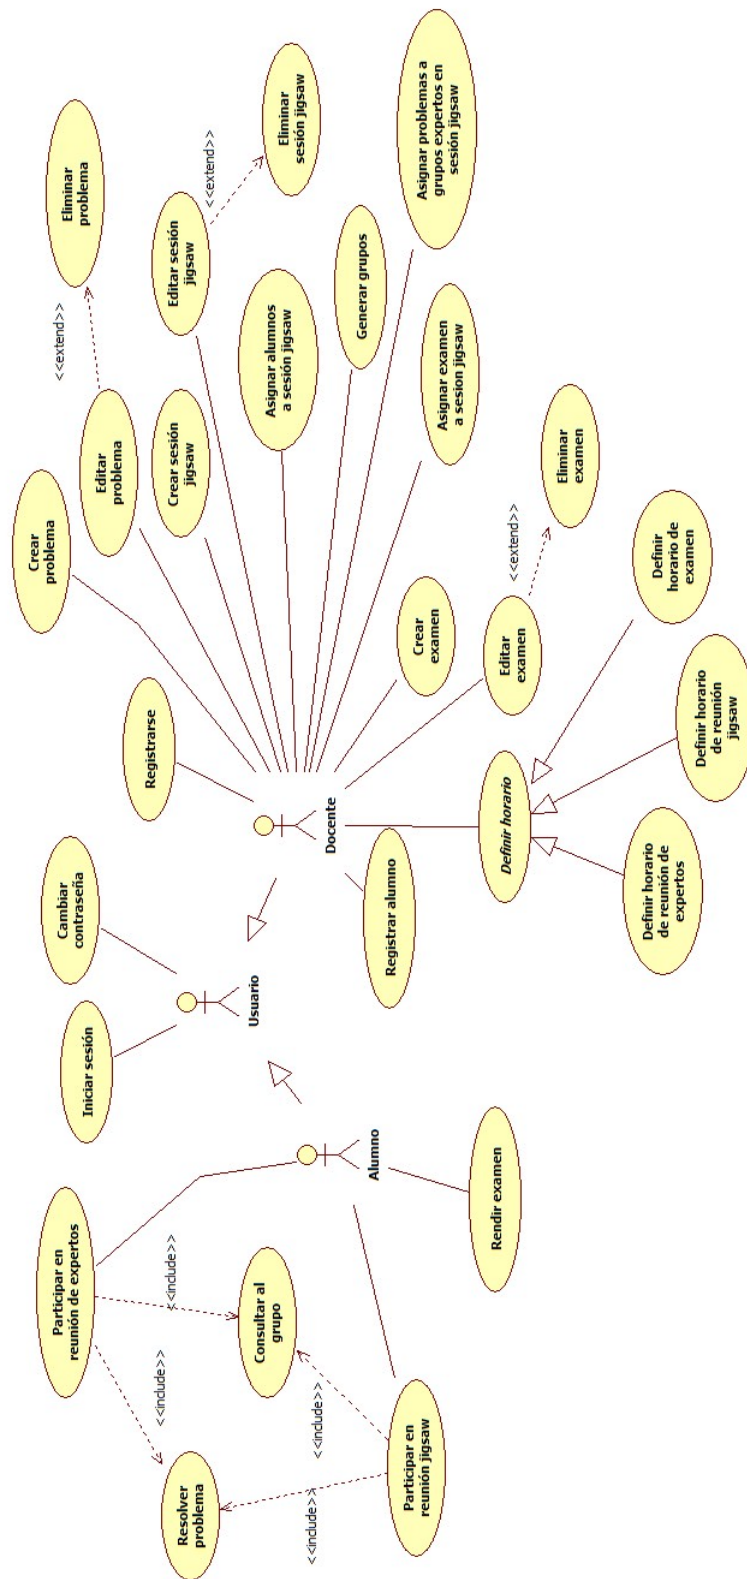 Participar en
reunión de expertos
<<include>>
<<include>>
Resolver
problema
Consultar al
grupo
<<include>>
<<include>>
Participar en
reunión jigsaw
Alumno
Rendir examen
Iniciar sesión
Cambiar
contraseña
Usuario
Registrarse
Docente
Registrar alumno
Crear
problema
Editar
problema
<<extend>>
Eliminar
problema
Crear sesión
jigsaw
Editar sesión
jigsaw
<<extend>>
Eliminar
sesión jigsaw
Asignar alumnos
a sesión jigsaw
Generar grupos
Asignar problemas a
grupos expertos en
sesión jigsaw
Asignar examen
a sesion jigsaw
Crear
examen
Editar
examen
<<extend>>
Eliminar
examen
Definir horario
Definir horario
de reunión de
expertos
Definir horario
de reunión
jigsaw
Definir
horario de
examen